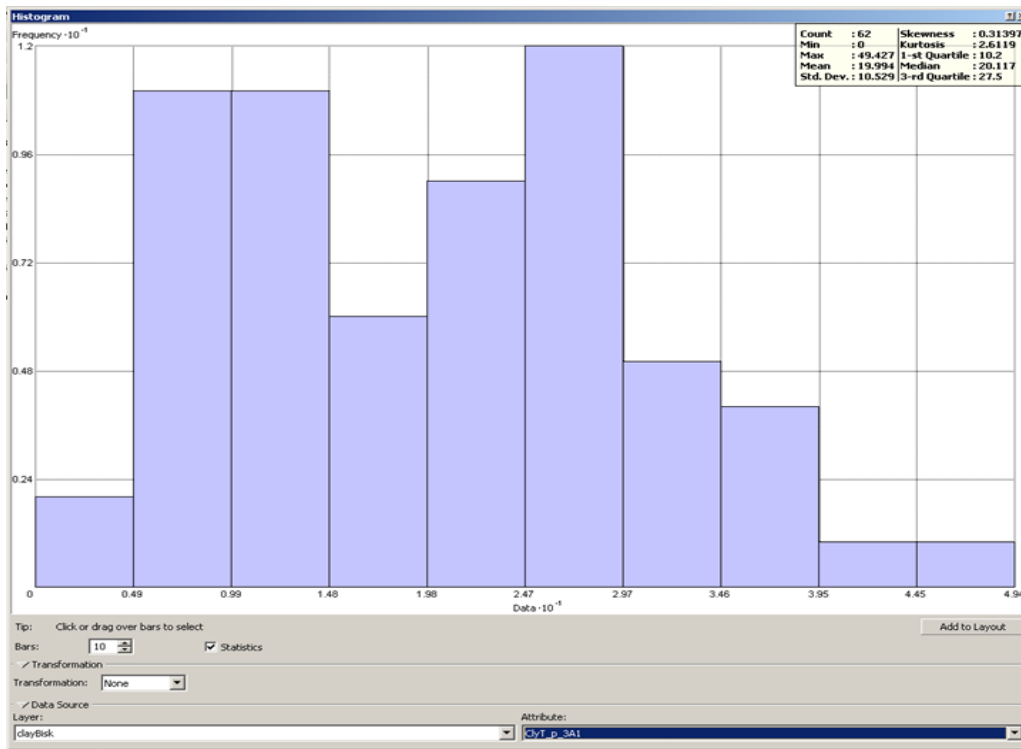 Histogram
Frequency · 10⁻¹
Count : 62 Skewness : 0.31397
Min : 0 Kurtosis : 2.6119
Max : 49.427 1-st Quartile : 10.2
Mean : 19.994 Median : 20.117
Std. Dev. : 10.529 3-rd Quartile : 27.5
1.2
0.96
0.72
0.48
0.24
0 0.49 0.99 1.48 1.98 2.47 2.97 3.46 3.95 4.45 4.94
Data · 10⁻¹
Tip: Click or drag over bars to select Add to Layout
Bars: 10 Statistics
Transformation
Transformation: None
Data Source
Layer: Attribute:
clayBisk ClyT_p_3A1